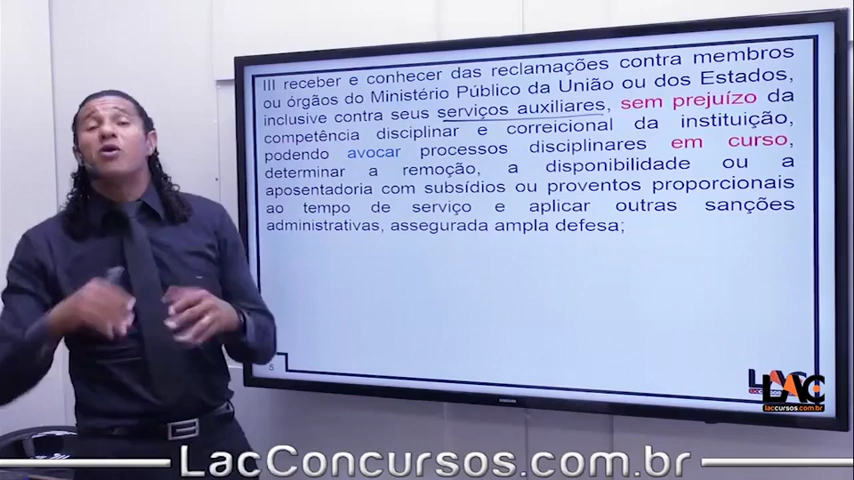 III receber e conhecer das reclamações contra membros
ou órgãos do Ministério Público da União ou dos Estados,
inclusive contra seus serviços auxiliares, sem prejuízo da
competência disciplinar e correicional da instituição,
podendo avocar processos disciplinares em curso,
determinar a remoção, a disponibilidade ou a
aposentadoria com subsídios ou proventos proporcionais
ao tempo de serviço e aplicar outras sanções
administrativas, assegurada ampla defesa;
LAC
laccursos.com.br
SAMSUNG
LacConcursos.com.br